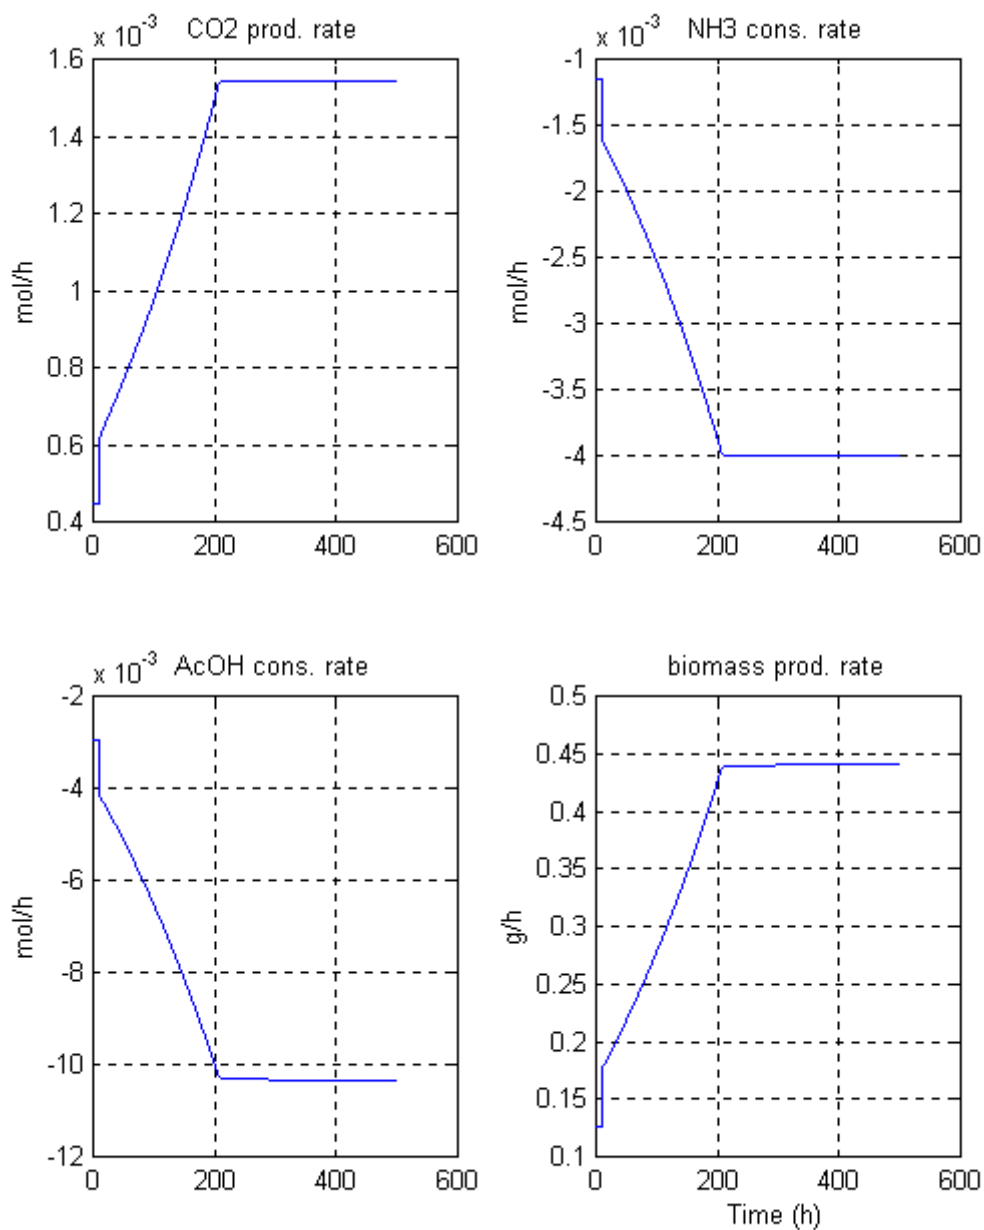 x 10-3 CO2 prod. rate
1.6
1.4
1.2
1
0.8
0.6
0.4
mol/h
0 200 400 600
x 10-3 NH3 cons. rate
-1
-1.5
-2
-2.5
-3
-3.5
-4
-4.5
mol/h
0 200 400 600
x 10-3 AcOH cons. rate
-2
-4
-6
-8
-10
-12
mol/h
0 200 400 600
biomass prod. rate
0.5
0.45
0.4
0.35
0.3
0.25
0.2
0.15
0.1
g/h
0 200 400 600
Time (h)